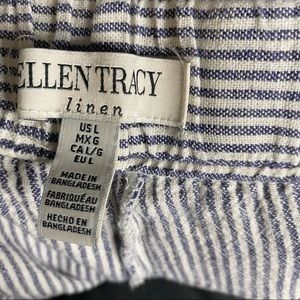 ELLEN TRACY
linen
US L
MX G
CA L/G
EU L
MADE IN
BANGLADESH
FABRIQUÉ AU
BANGLADESH
HECHO EN
BANGLADESH